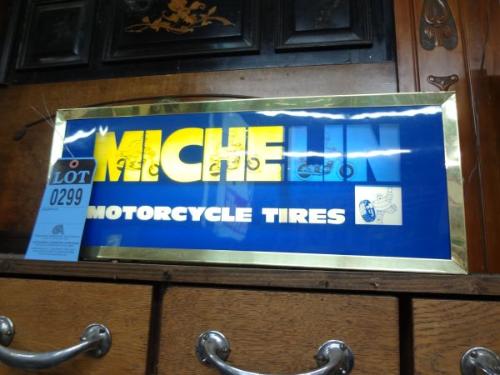 MICHELIN
MOTORCYCLE TIRES
LOT
0299